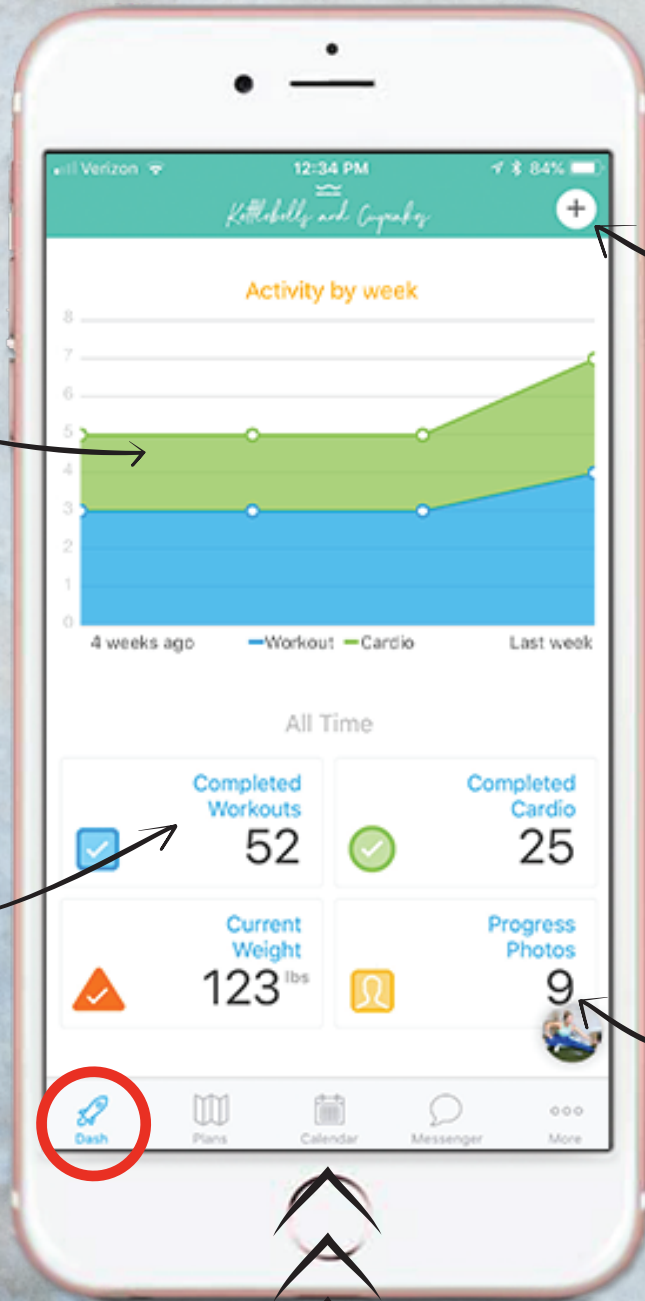 Verizon 12:34 PM 84%
Kettlebells and Cupcakes
+
Activity by week
8
7
6
5
4
3
2
1
0
4 weeks ago Workout Cardio Last week
All Time
Completed Workouts
52
Completed Cardio
25
Current Weight
123 lbs
Progress Photos
9
Dash Plans Calendar Messenger More